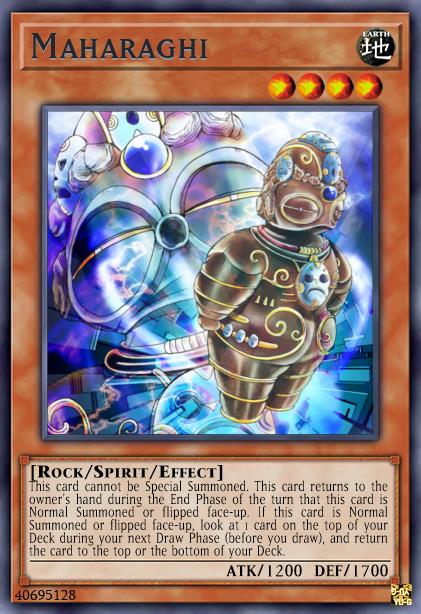 MAHARAGHI
EARTH
地
[ROCK/SPIRIT/EFFECT]
This card cannot be Special Summoned. This card returns to the
owner's hand during the End Phase of the turn that this card is
Normal Summoned or flipped face-up. If this card is Normal
Summoned or flipped face-up, look at 1 card on the top of your
Deck during your next Draw Phase (before you draw), and return
the card to the top or the bottom of your Deck.
ATK/1200 DEF/1700
40695128